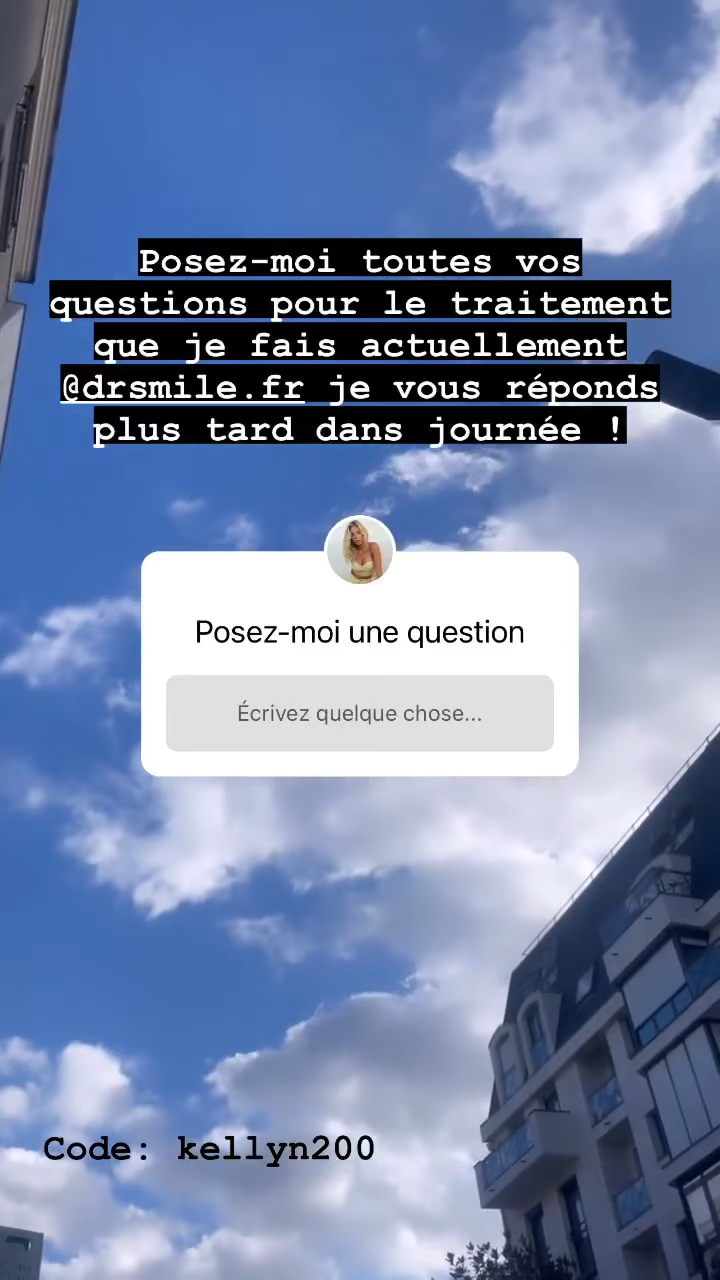 Posez-moi toutes vos
questions pour le traitement
que je fais actuellement
@drsmile.fr je vous réponds
plus tard dans journée !
Posez-moi une question
Écrivez quelque chose...
Code: kellyn200